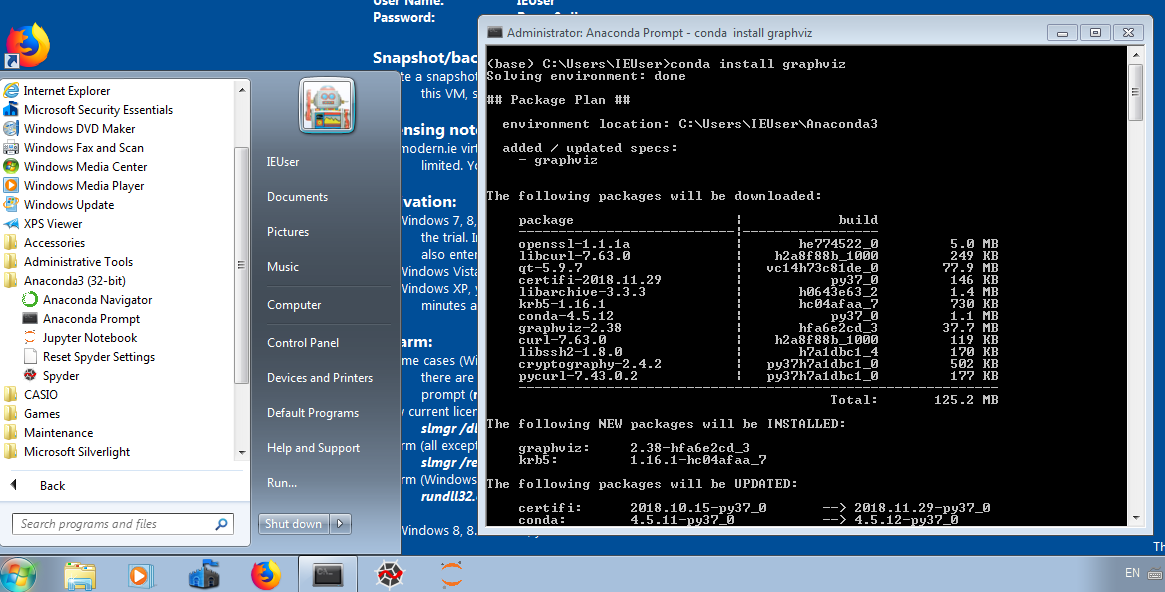 User Name: IEUser
Password:
Snapshot/bac
te a snapshot
this VM, s
ensing note
modern.ie virt
limited. Yo
vation:
Windows 7, 8,
the trial. I
also enter
Windows Vista
Windows XP, y
minutes a
arm:
me cases (Wi
there are
prompt (r
current licen
slmgr /dl
rm (all except
slmgr /re
rm (Windows
rundll32.
Windows 8, 8.
Th
Internet Explorer
Microsoft Security Essentials
Windows DVD Maker
Windows Fax and Scan
Windows Media Center
Windows Media Player
Windows Update
XPS Viewer
Accessories
Administrative Tools
Anaconda3 (32-bit)
Anaconda Navigator
Anaconda Prompt
Jupyter Notebook
Reset Spyder Settings
Spyder
CASIO
Games
Maintenance
Microsoft Silverlight
Back
Search programs and files
IEUser
Documents
Pictures
Music
Computer
Control Panel
Devices and Printers
Default Programs
Help and Support
Run...
Shut down
Administrator: Anaconda Prompt - conda install graphviz
(base) C:\Users\IEUser>conda install graphviz
Solving environment: done
## Package Plan ##
environment location: C:\Users\IEUser\Anaconda3
added / updated specs:
- graphviz
The following packages will be downloaded:
package | build
---------------------------|-----------------
openssl-1.1.1a | he774522_0 5.0 MB
libcurl-7.63.0 | h2a8f88b_1000 249 KB
qt-5.9.7 | vc14h73c81de_0 77.9 MB
certifi-2018.11.29 | py37_0 146 KB
libarchive-3.3.3 | h0643e63_2 1.4 MB
krb5-1.16.1 | hc04afaa_7 730 KB
conda-4.5.12 | py37_0 1.1 MB
graphviz-2.38 | hfa6e2cd_3 37.7 MB
curl-7.63.0 | h2a8f88b_1000 119 KB
libssh2-1.8.0 | h7a1dbc1_4 170 KB
cryptography-2.4.2 | py37h7a1dbc1_0 502 KB
pycurl-7.43.0.2 | py37h7a1dbc1_0 177 KB
------------------------------------------------------------
Total: 125.2 MB
The following NEW packages will be INSTALLED:
graphviz: 2.38-hfa6e2cd_3
krb5: 1.16.1-hc04afaa_7
The following packages will be UPDATED:
certifi: 2018.10.15-py37_0 --> 2018.11.29-py37_0
conda: 4.5.11-py37_0 --> 4.5.12-py37_0
EN